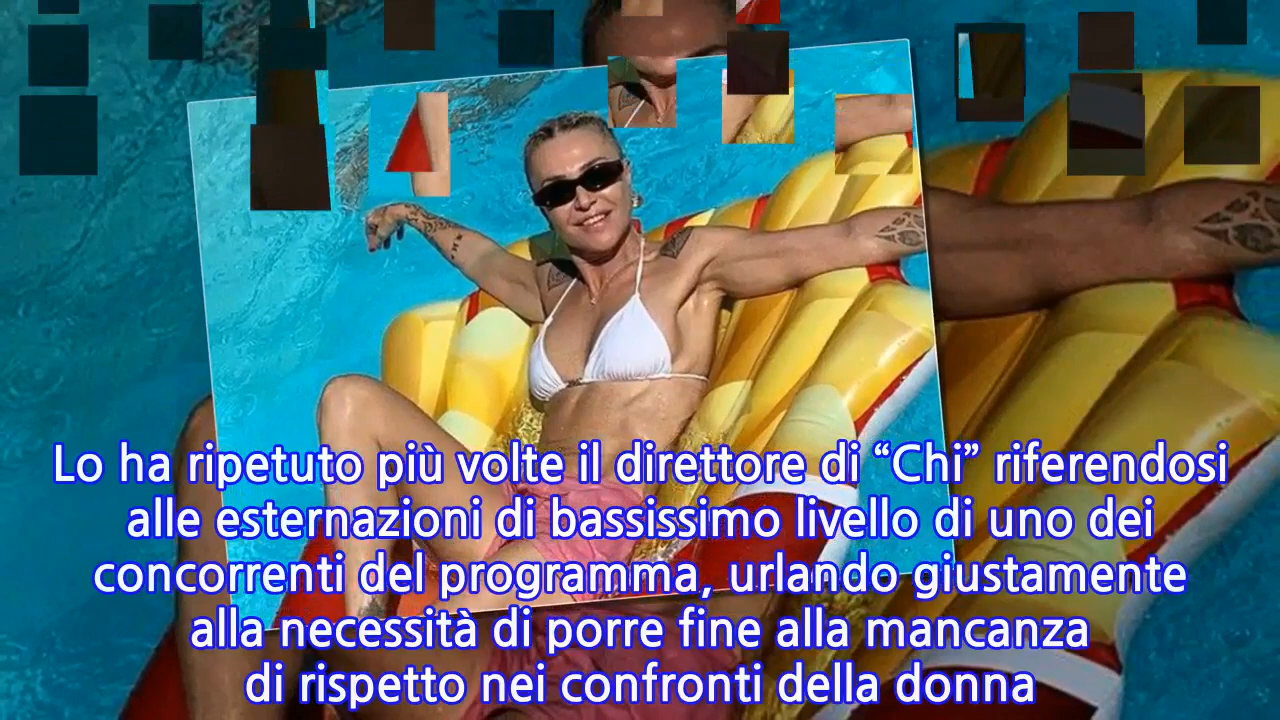 Lo ha ripetuto più volte il direttore di “Chi” riferendosi
alle esternazioni di bassissimo livello di uno dei
concorrenti del programma, urlando giustamente
alla necessità di porre fine alla mancanza
di rispetto nei confronti della donna